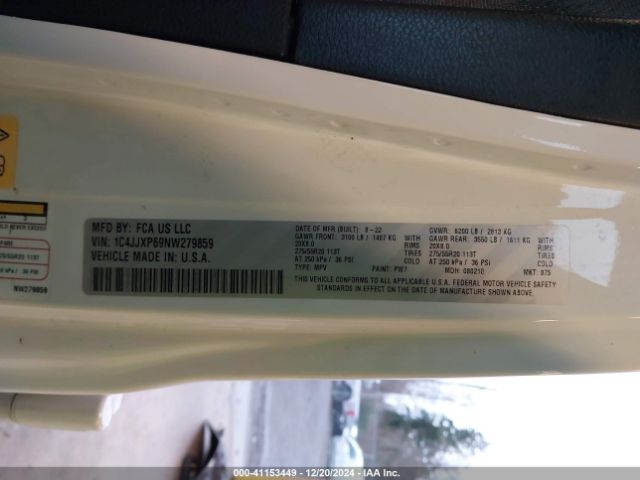 MFD BY: FCA US LLC
VIN: 1C4JJXP69NW279859
VEHICLE MADE IN: U.S.A.
DATE OF MFR (BUILT): 8-22
GAWR FRONT: 3100 LB / 1407 KG WITH
20X8.0 RIMS
275/55R20 113T TIRES
AT 250 kPa / 36 PSI COLD
TYPE: MPV PAINT: PW7
GVWR: 6200 LB / 2813 KG
GAWR REAR: 3550 LB / 1611 KG WITH
20X8.0 RIMS
275/55R20 113T TIRES
AT 250 kPa / 36 PSI COLD
MDH: 080210 MKT: 875
THIS VEHICLE CONFORMS TO ALL APPLICABLE U.S.A. FEDERAL MOTOR VEHICLE SAFETY
STANDARDS IN EFFECT ON THE DATE OF MANUFACTURE SHOWN ABOVE
NW279859
© 0000-41153449 - 12/20/2024 - IAA Inc.